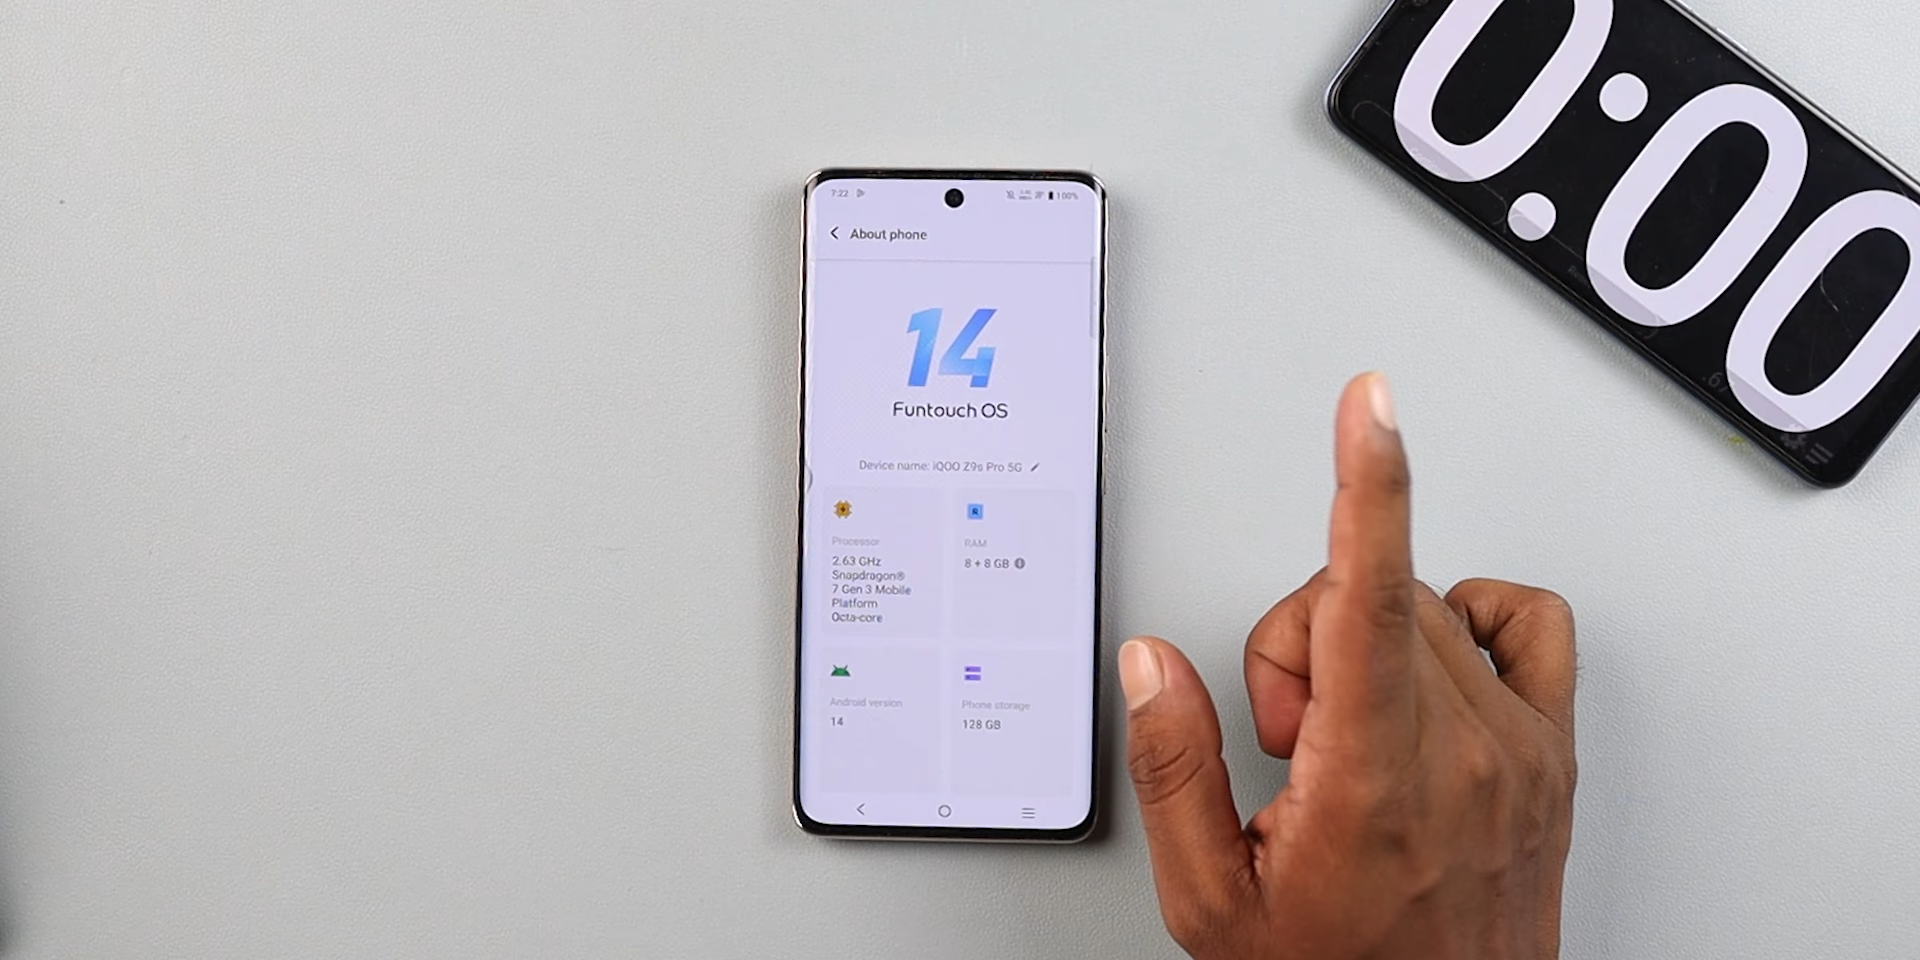 7:22
100%
About phone
14
Funtouch OS
Device name: iQOO Z9s Pro 5G
Processor
2.63 GHz
Snapdragon®
7 Gen 3 Mobile
Platform
Octa-core
RAM
8 + 8 GB
Android version
14
Phone storage
128 GB
0:00:00